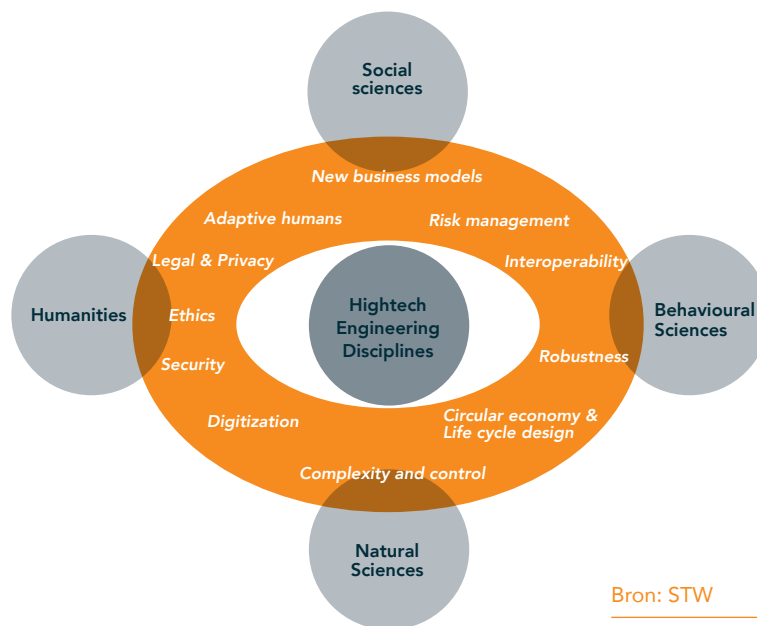 Social
sciences
New business models
Adaptive humans
Risk management
Legal & Privacy
Interoperability
Hightech
Engineering
Disciplines
Humanities
Ethics
Behavioural
Sciences
Security
Robustness
Digitization
Circular economy &
Life cycle design
Complexity and control
Natural
Sciences
Bron: STW